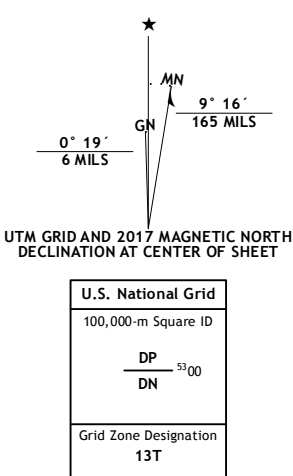 ★
MN
GN
9° 16´
165 MILS
0° 19´
6 MILS
UTM GRID AND 2017 MAGNETIC NORTH
DECLINATION AT CENTER OF SHEET
U.S. National Grid
100,000-m Square ID
DP
5300
DN
Grid Zone Designation
13T